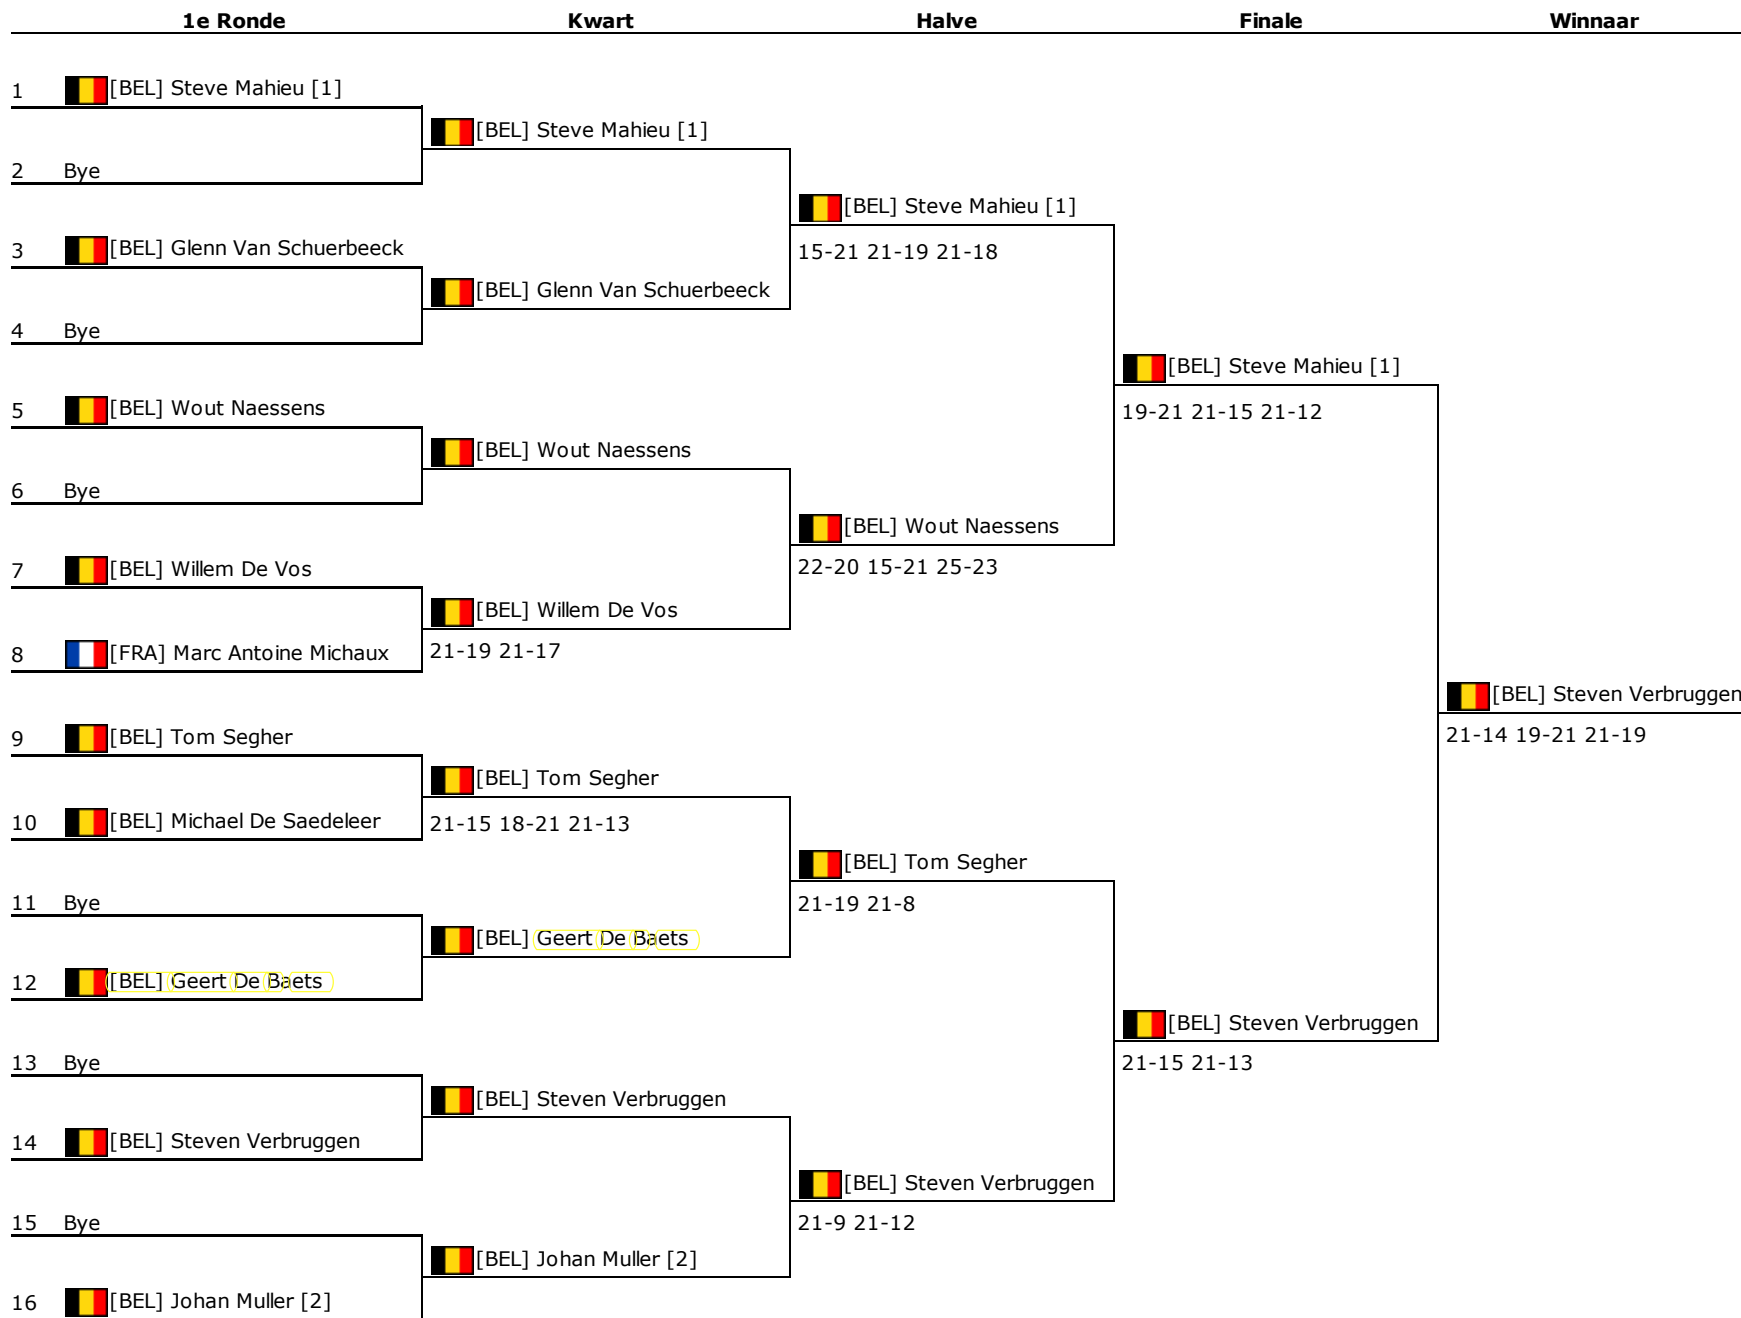 1e Ronde Kwart Halve Finale Winnaar
1 [BEL] Steve Mahieu [1]
[BEL] Steve Mahieu [1]
2 Bye
[BEL] Steve Mahieu [1]
3 [BEL] Glenn Van Schuerbeeck
15-21 21-19 21-18
[BEL] Glenn Van Schuerbeeck
4 Bye
[BEL] Steve Mahieu [1]
5 [BEL] Wout Naessens
19-21 21-15 21-12
[BEL] Wout Naessens
6 Bye
[BEL] Wout Naessens
7 [BEL] Willem De Vos
22-20 15-21 25-23
[BEL] Willem De Vos
8 [FRA] Marc Antoine Michaux
21-19 21-17
[BEL] Steven Verbruggen
9 [BEL] Tom Segher
21-14 19-21 21-19
[BEL] Tom Segher
10 [BEL] Michael De Saedeleer
21-15 18-21 21-13
[BEL] Tom Segher
11 Bye
21-19 21-8
[BEL] Geert De Baets
12 [BEL] Geert De Baets
[BEL] Steven Verbruggen
13 Bye
21-15 21-13
[BEL] Steven Verbruggen
14 [BEL] Steven Verbruggen
[BEL] Steven Verbruggen
15 Bye
21-9 21-12
[BEL] Johan Muller [2]
16 [BEL] Johan Muller [2]